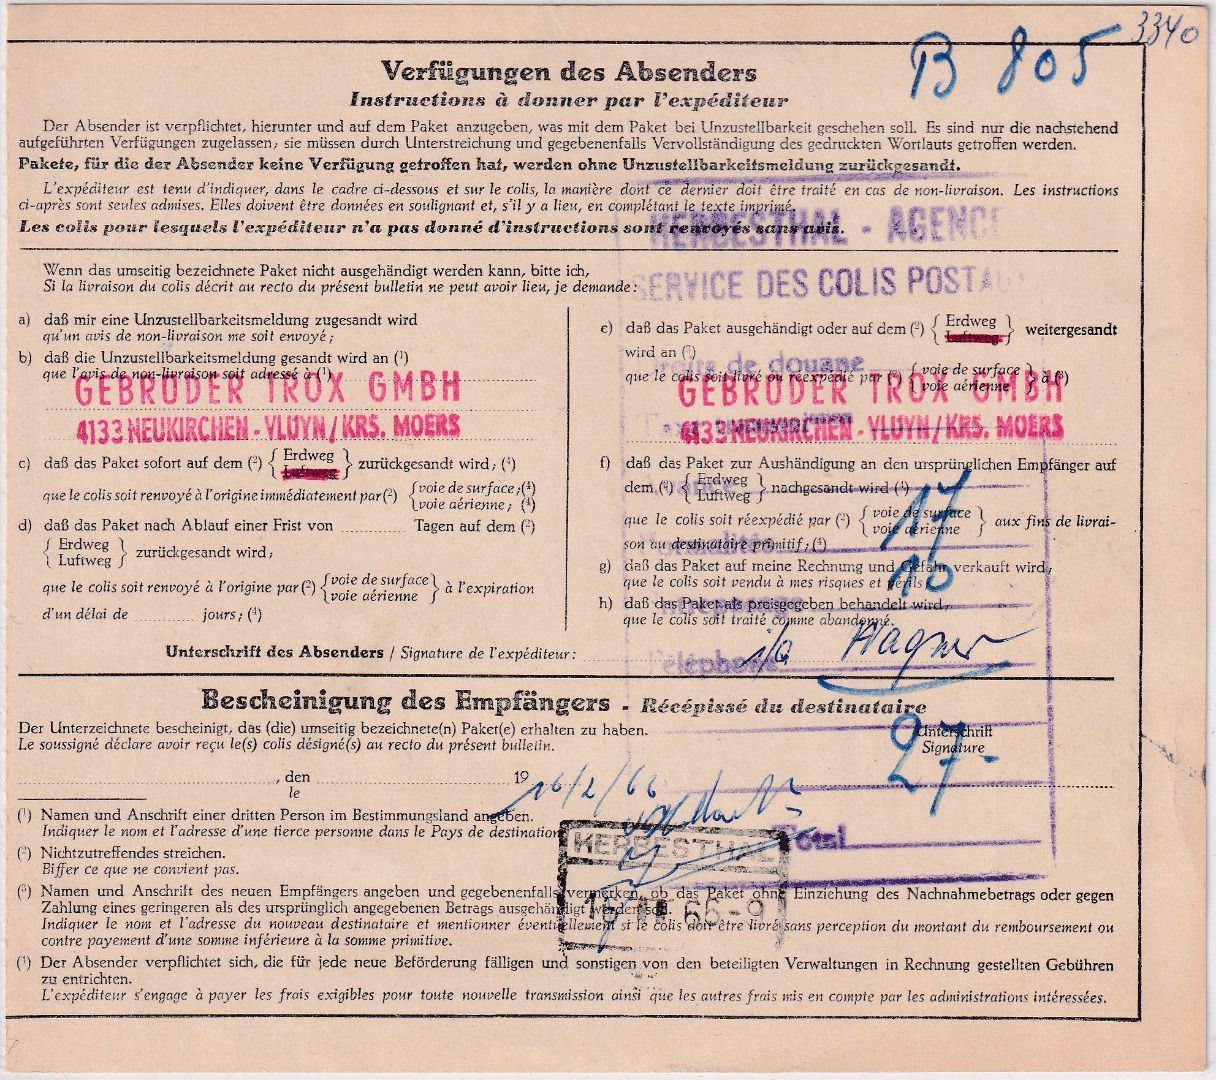 3340
B 805
Verfügungen des Absenders
Instructions à donner par l'expéditeur
Der Absender ist verpflichtet, hierunter und auf dem Paket anzugeben, was mit dem Paket bei Unzustellbarkeit geschehen soll. Es sind nur die nachstehend
aufgeführten Verfügungen zugelassen; sie müssen durch Unterstreichung und gegebenenfalls Vervollständigung des gedruckten Wortlauts getroffen werden.
Pakete, für die der Absender keine Verfügung getroffen hat, werden ohne Unzustellbarkeitsmeldung zurückgesandt.
L'expéditeur est tenu d'indiquer, dans le cadre ci-dessous et sur le colis, la manière dont ce dernier doit être traité en cas de non-livraison. Les instructions
ci-après sont seules admises. Elles doivent être données en soulignant et, s'il y a lieu, en complétant le texte imprimé.
Les colis pour lesquels l'expéditeur n'a pas donné d'instructions sont renvoyés sans avis.
HERBESTHAL - AGENCE
SERVICE DES COLIS POSTAU
Wenn das umseitig bezeichnete Paket nicht ausgehändigt werden kann, bitte ich,
Si la livraison du colis décrit au recto du présent bulletin ne peut avoir lieu, je demande:
a) daß mir eine Unzustellbarkeitsmeldung zugesandt wird
qu'un avis de non-livraison me soit envoyé;
b) daß die Unzustellbarkeitsmeldung gesandt wird an (1)
que l'avis de non-livraison soit adressé à (1)
GEBRÜDER TROX GMBH
4133 NEUKIRCHEN - VLUYN / KRS. MOERS
c) daß das Paket sofort auf dem (2) { Erdweg Luftweg } zurückgesandt wird; (4)
que le colis soit renvoyé à l'origine immédiatement par (2) { voie de surface; (4) voie aérienne; (4)
d) daß das Paket nach Ablauf einer Frist von ............ Tagen auf dem (2)
{ Erdweg Luftweg } zurückgesandt wird;
que le colis soit renvoyé à l'origine par (2) { voie de surface voie aérienne } à l'expiration
d'un délai de ............ jours; (4)
e) daß das Paket ausgehändigt oder auf dem (2) { Erdweg Luftweg } weitergesandt
wird an (3)
Droits de douane
que le colis soit livré ou réexpédié par (2) { voie de surface voie aérienne } à (3)
GEBRÜDER TROX GMBH
4133 NEUKIRCHEN - VLUYN / KRS. MOERS
f) daß das Paket zur Aushändigung an den ursprünglichen Empfänger auf
dem (2) { Erdweg Luftweg } nachgesandt wird (4)
que le colis soit réexpédié par (2) { voie de surface voie aérienne } aux fins de livrai-
son au destinataire primitif; (4)
17
g) daß das Paket auf meine Rechnung und Gefahr verkauft wird;
que le colis soit vendu à mes risques et périls;
10
h) daß das Paket als preisgegeben behandelt wird.
que le colis soit traité comme abandonné.
Unterschrift des Absenders / Signature de l'expéditeur: i/a Wagner
Téléphone
Bescheinigung des Empfängers - Récépissé du destinataire
Der Unterzeichnete bescheinigt, das (die) umseitig bezeichnete(n) Paket(e) erhalten zu haben.
Le soussigné déclare avoir reçu le(s) colis désigné(s) au recto du présent bulletin.
Unterschrift
Signature
27-
, den 19 16/2/66
le
Total
(1) Namen und Anschrift einer dritten Person im Bestimmungsland angeben.
Indiquer le nom et l'adresse d'une tierce personne dans le Pays de destination
(2) Nichtzutreffendes streichen.
Biffer ce que ne convient pas.
HERBESTHAL
(3) Namen und Anschrift des neuen Empfängers angeben und gegebenenfalls vermerken, ob das Paket ohne Einziehung des Nachnahmebetrags oder gegen
Zahlung eines geringeren als des ursprünglich angegebenen Betrags ausgehändigt werden soll.
Indiquer le nom et l'adresse du nouveau destinataire et mentionner éventuellement si le colis doit être livré sans perception du montant du remboursement ou
contre payement d'une somme inférieure à la somme primitive.
(4) Der Absender verpflichtet sich, die für jede neue Beförderung fälligen und sonstigen von den beteiligten Verwaltungen in Rechnung gestellten Gebühren
zu entrichten.
L'expéditeur s'engage à payer les frais exigibles pour toute nouvelle transmission ainsi que les autres frais mis en compte par les administrations intéressées.